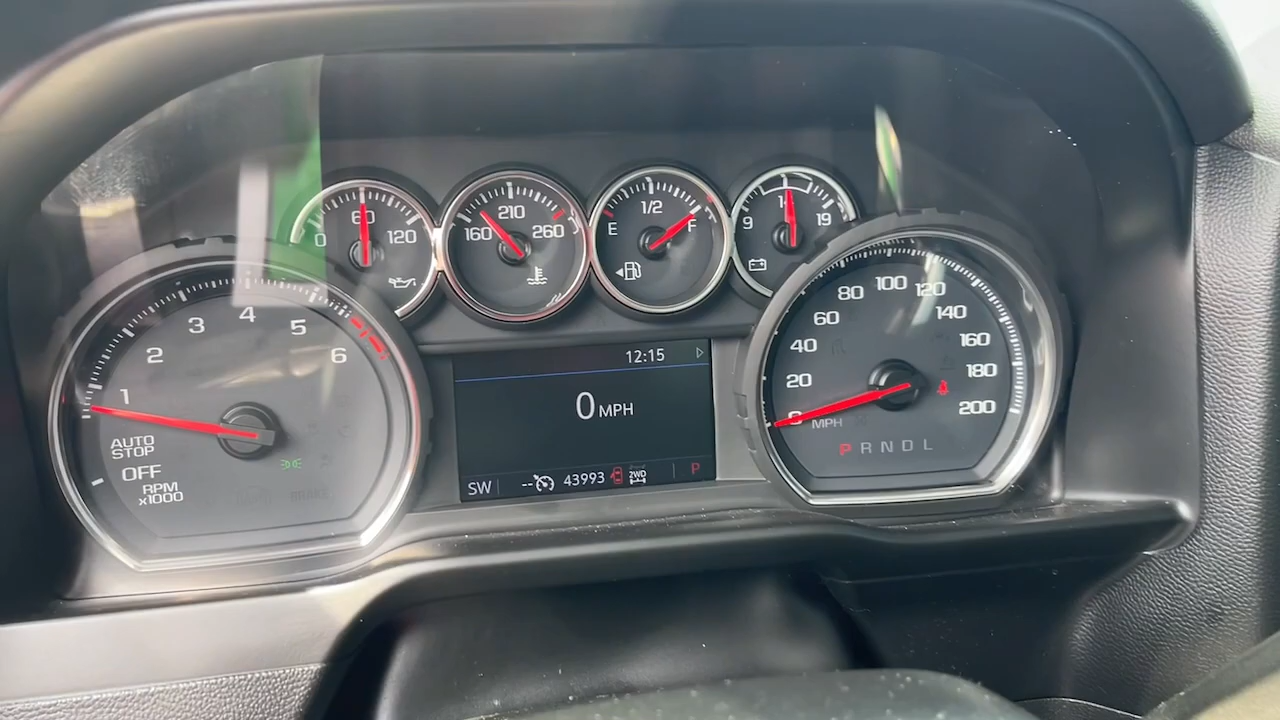 0 60 120
160 210 260
E 1/2 F
9 19
1 2 3 4 5 6
AUTO
STOP
OFF
RPM
x1000
BRAKE
12:15
0 MPH
SW -- 43993 2WD P
0 20 40 60 80 100 120 140 160 180 200
MPH
P R N D L